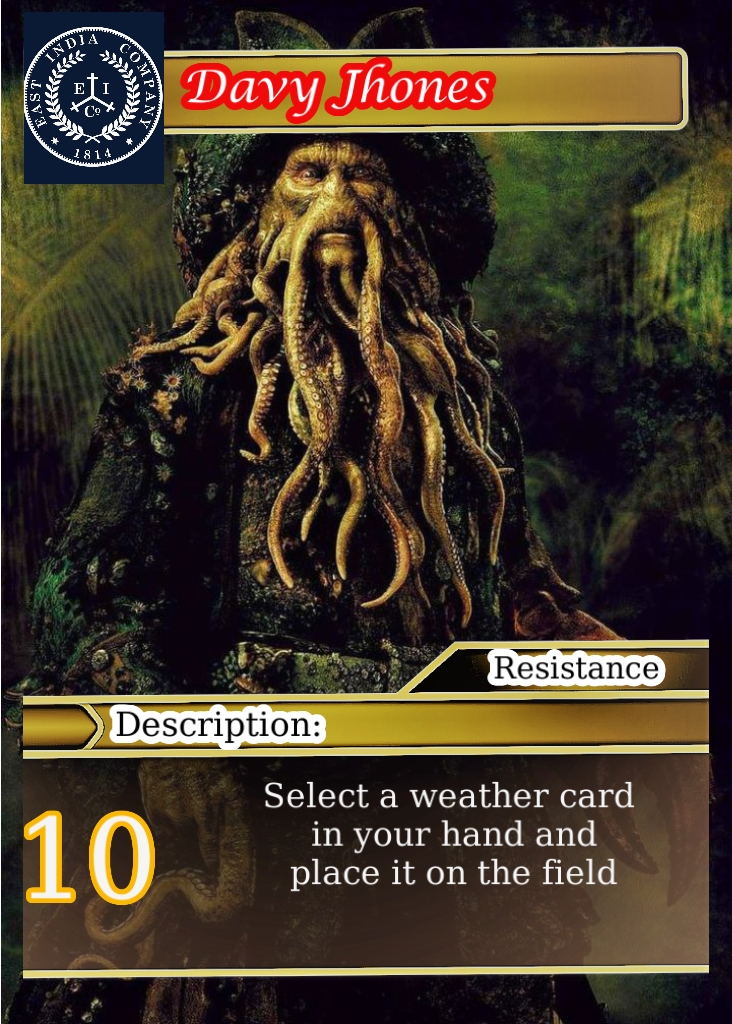 EAST INDIA COMPANY
E I
Co
1814
Davy Jhones
Resistance
Description:
10
Select a weather card
in your hand and
place it on the field